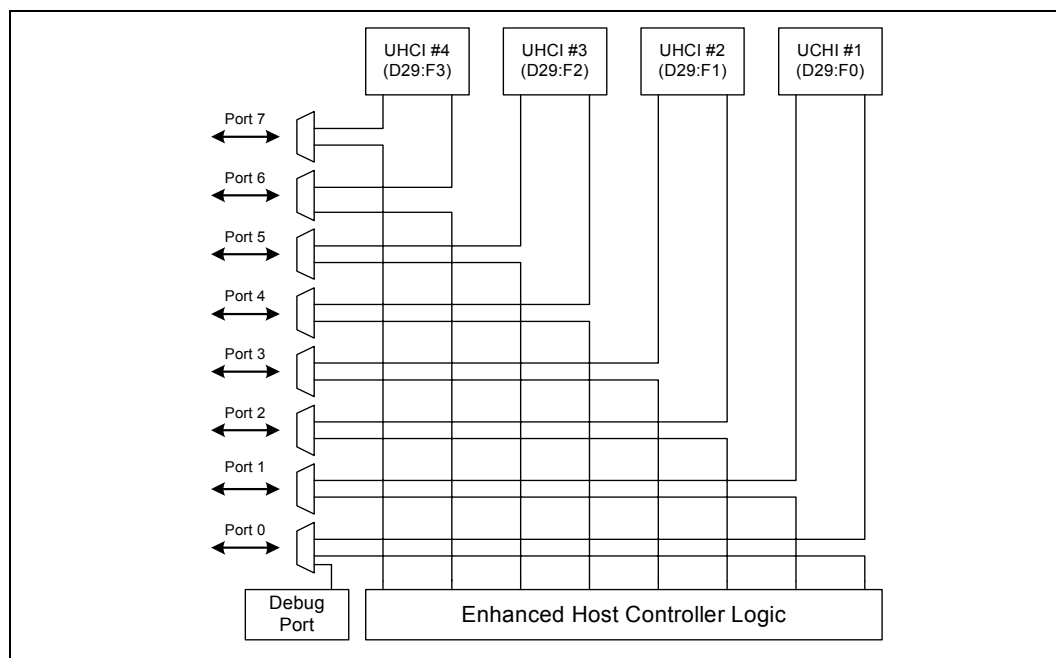 UHCI #4
(D29:F3)
UHCI #3
(D29:F2)
UHCI #2
(D29:F1)
UCHI #1
(D29:F0)
Port 7
Port 6
Port 5
Port 4
Port 3
Port 2
Port 1
Port 0
Debug
Port
Enhanced Host Controller Logic